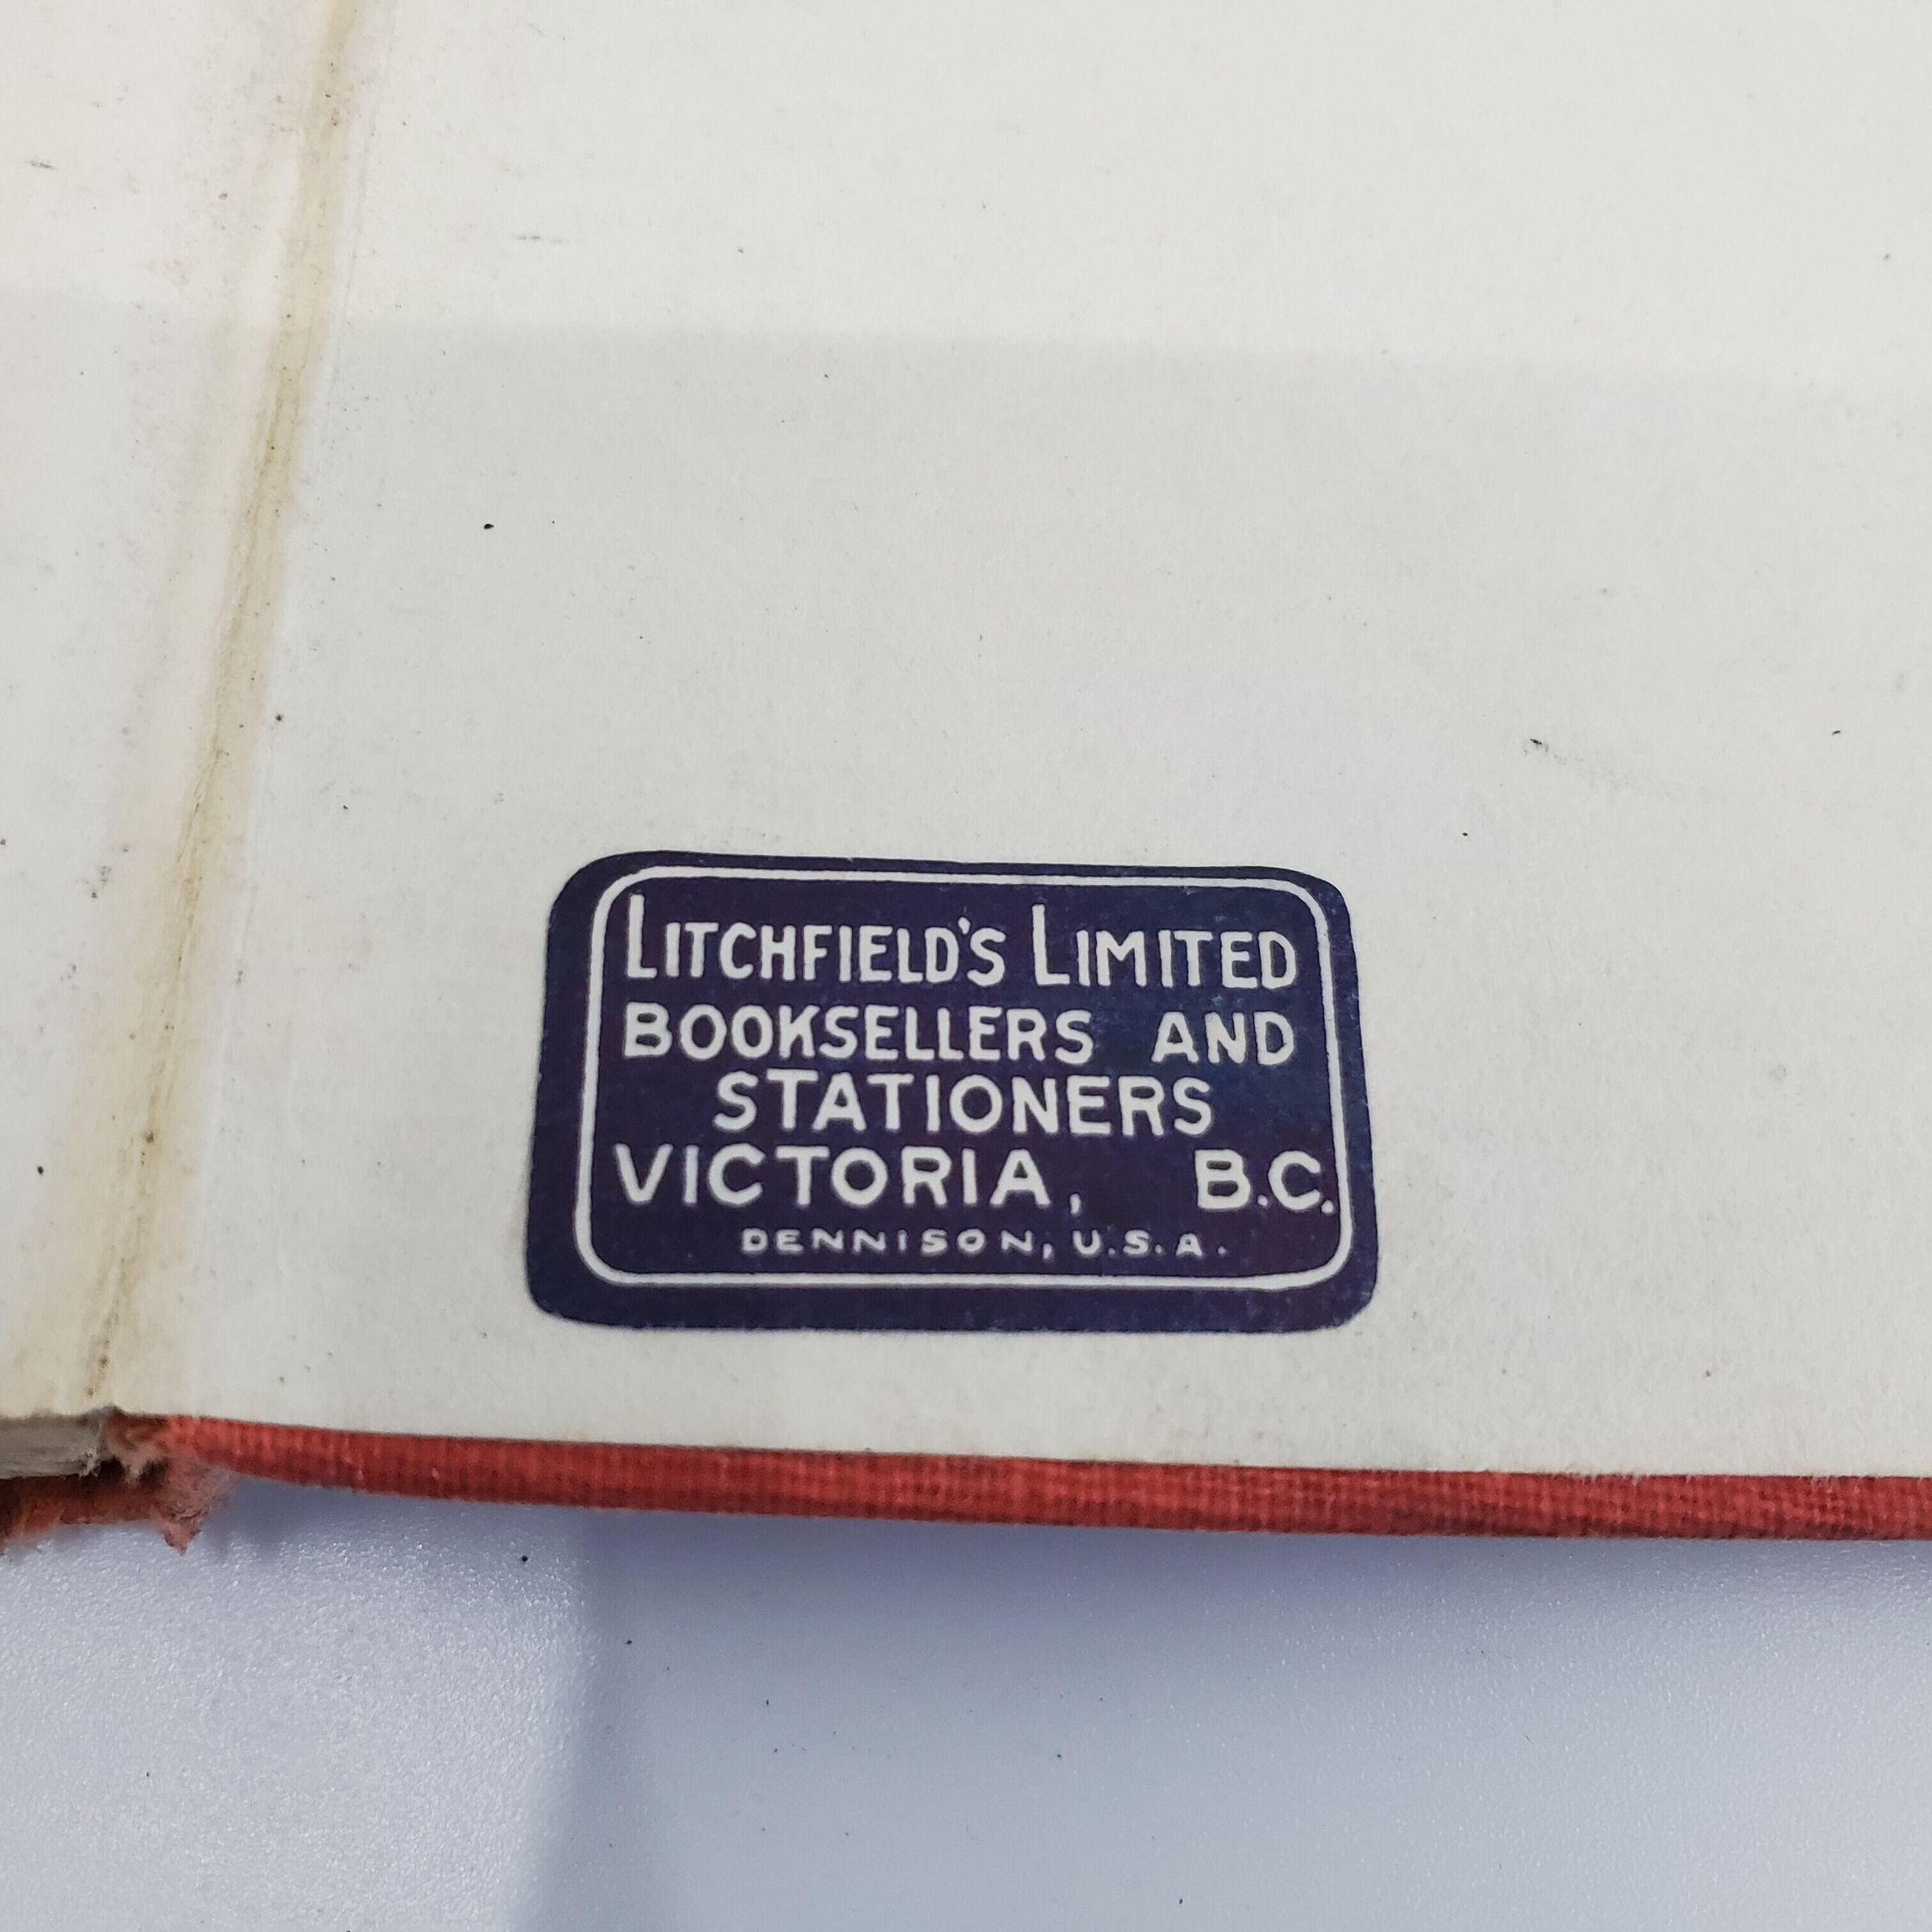 LITCHFIELD'S LIMITED
BOOKSELLERS AND
STATIONERS
VICTORIA, B.C.
DENNISON, U.S.A.